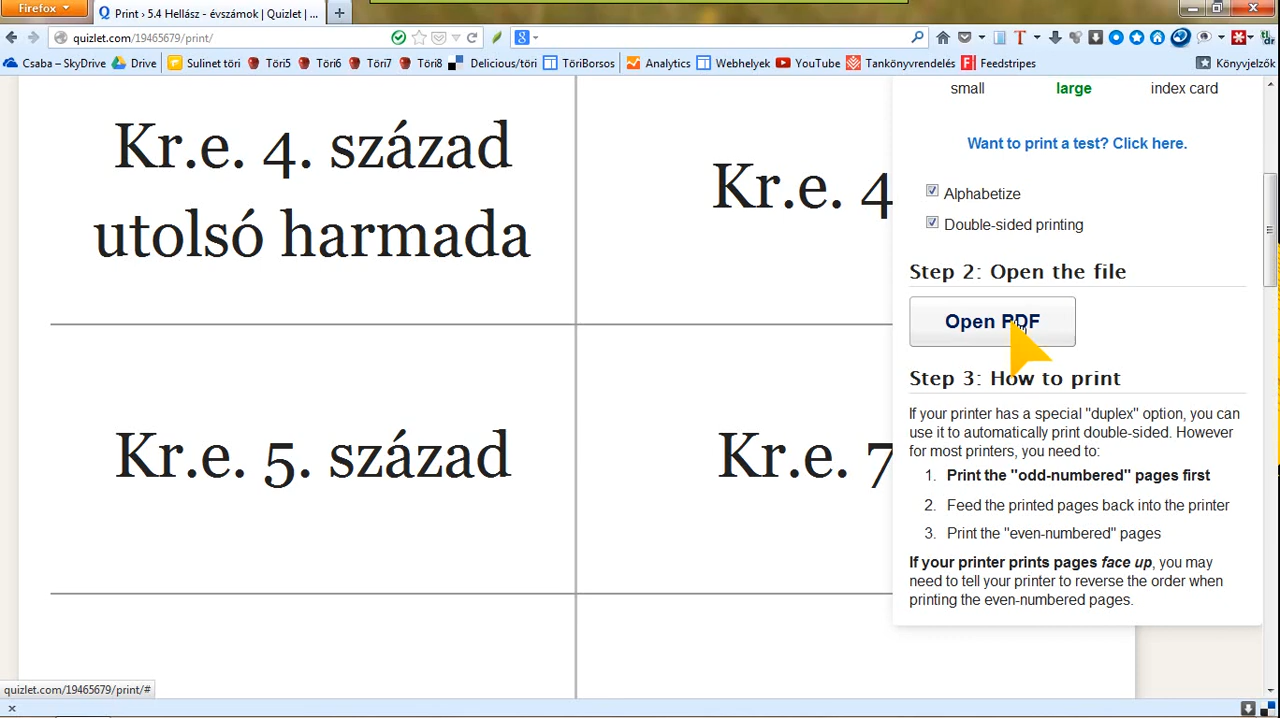 Firefox
Print › 5.4 Hellász - évszámok | Quizlet | ...
quizlet.com/19465679/print/
Csaba – SkyDrive Drive Sulinet töri Töri5 Töri6 Töri7 Töri8 Delicious/töri TöriBorsos Analytics Webhelyek YouTube Tankönyvrendelés Feedstripes Könyvjelzők
small large index card
Want to print a test? Click here.
Alphabetize
Double-sided printing
Step 2: Open the file
Open PDF
Step 3: How to print
If your printer has a special "duplex" option, you can
use it to automatically print double-sided. However
for most printers, you need to:
1. Print the "odd-numbered" pages first
2. Feed the printed pages back into the printer
3. Print the "even-numbered" pages
If your printer prints pages face up, you may
need to tell your printer to reverse the order when
printing the even-numbered pages.
Kr.e. 4. század
utolsó harmada
Kr.e. 4
Kr.e. 5. század
Kr.e. 7
quizlet.com/19465679/print/#